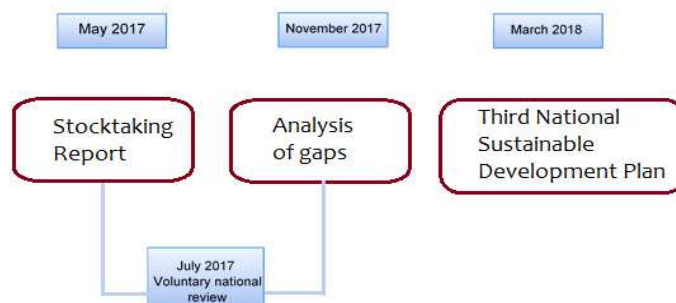 May 2017
November 2017
March 2018
Stocktaking
Report
Analysis
of gaps
Third National
Sustainable
Development Plan
July 2017
Voluntary national
review